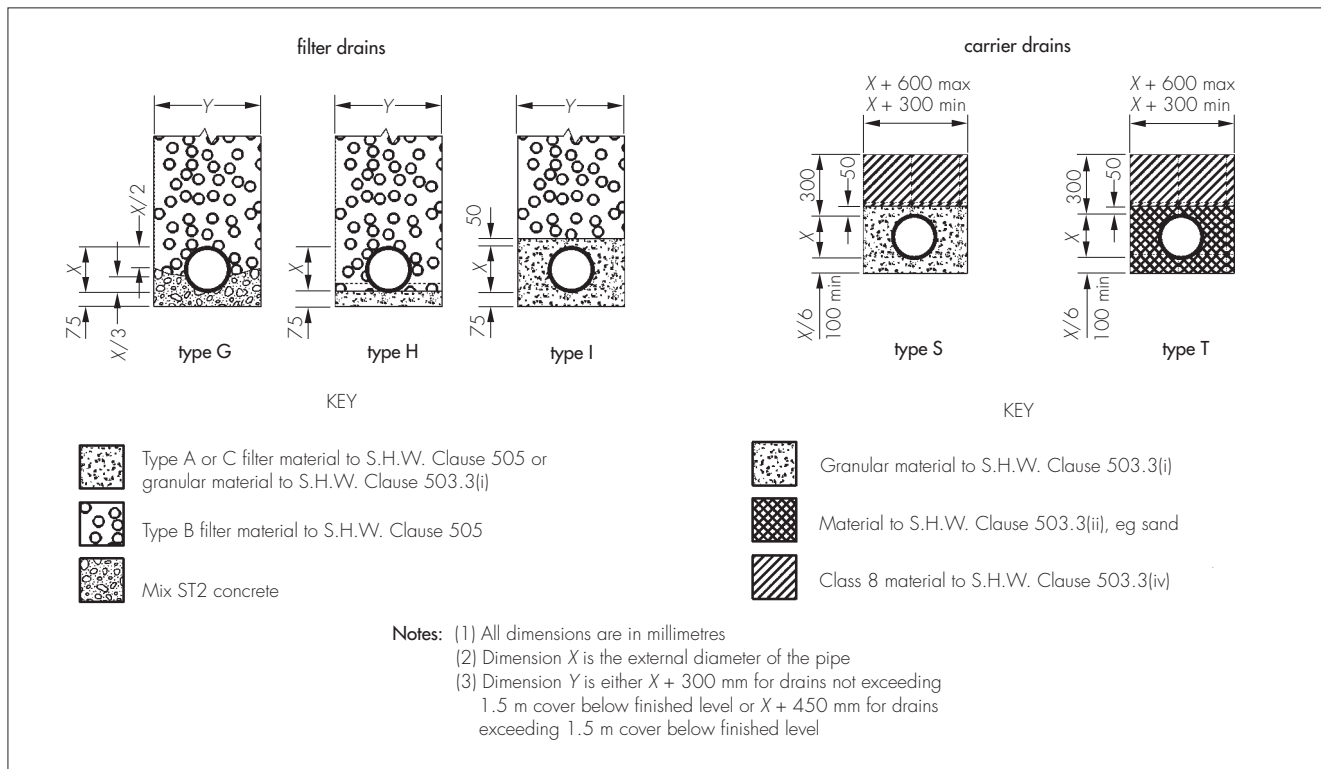 filter drains
carrier drains
Y
Y
Y
X + 600 max
X + 300 min
X + 600 max
X + 300 min
X/2
X
75
X/3
X
50
X
75
300
50
X
X/6
100 min
300
50
X
X/6
100 min
type G
type H
type I
type S
type T
KEY
Type A or C filter material to S.H.W. Clause 505 or
granular material to S.H.W. Clause 503.3(i)
Type B filter material to S.H.W. Clause 505
Mix ST2 concrete
KEY
Granular material to S.H.W. Clause 503.3(i)
Material to S.H.W. Clause 503.3(ii), eg sand
Class 8 material to S.H.W. Clause 503.3(iv)
Notes: (1) All dimensions are in millimetres
(2) Dimension X is the external diameter of the pipe
(3) Dimension Y is either X + 300 mm for drains not exceeding
1.5 m cover below finished level or X + 450 mm for drains
exceeding 1.5 m cover below finished level